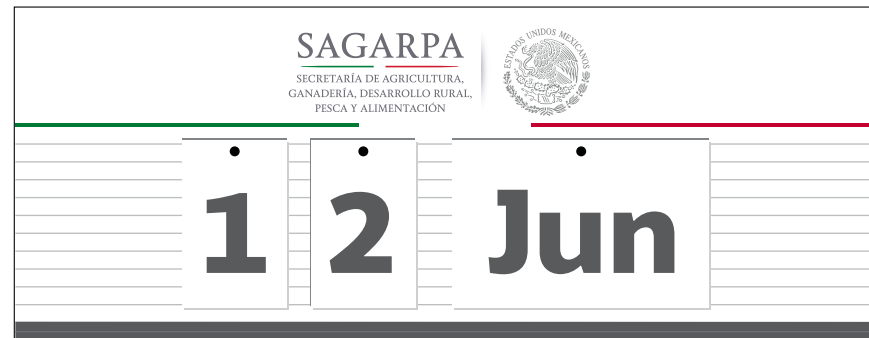 SAGARPA
SECRETARÍA DE AGRICULTURA,
GANADERÍA, DESARROLLO RURAL,
PESCA Y ALIMENTACIÓN
ESTADOS UNIDOS MEXICANOS
1 2 Jun